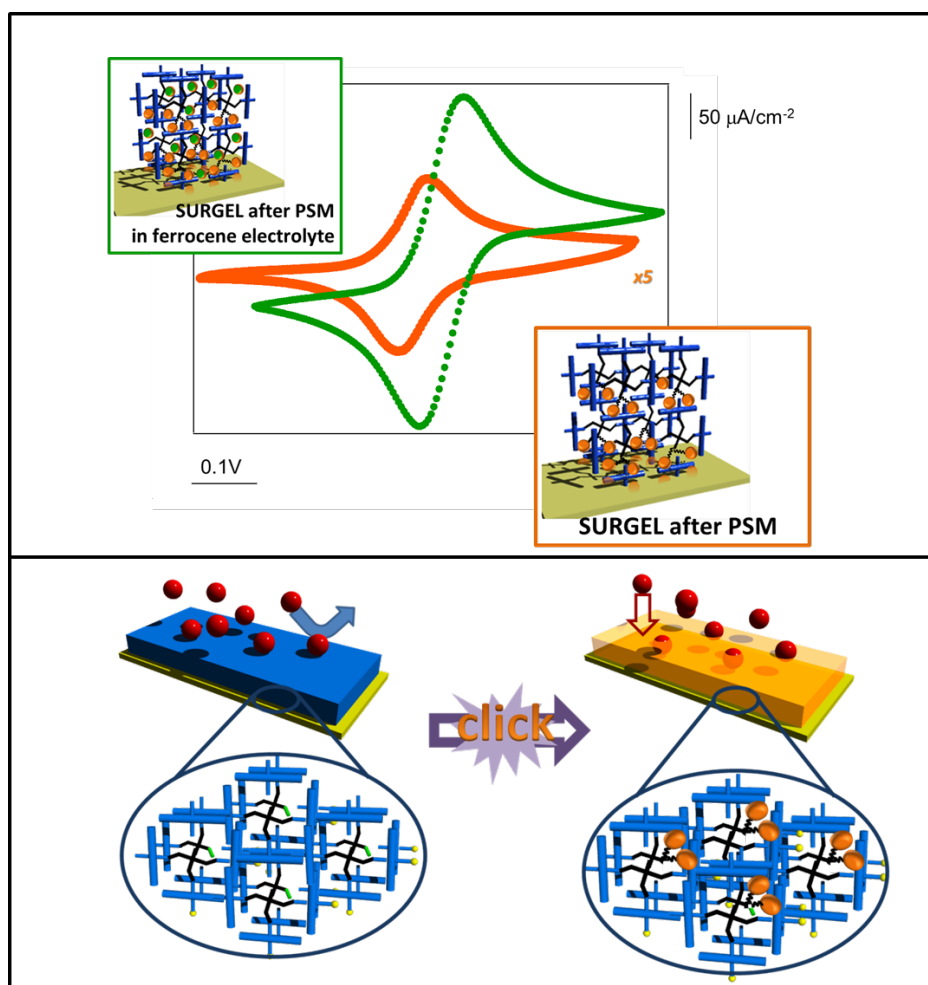 50 μA/cm-2
SURGEL after PSM
in ferrocene electrolyte
x5
0.1V
SURGEL after PSM
click